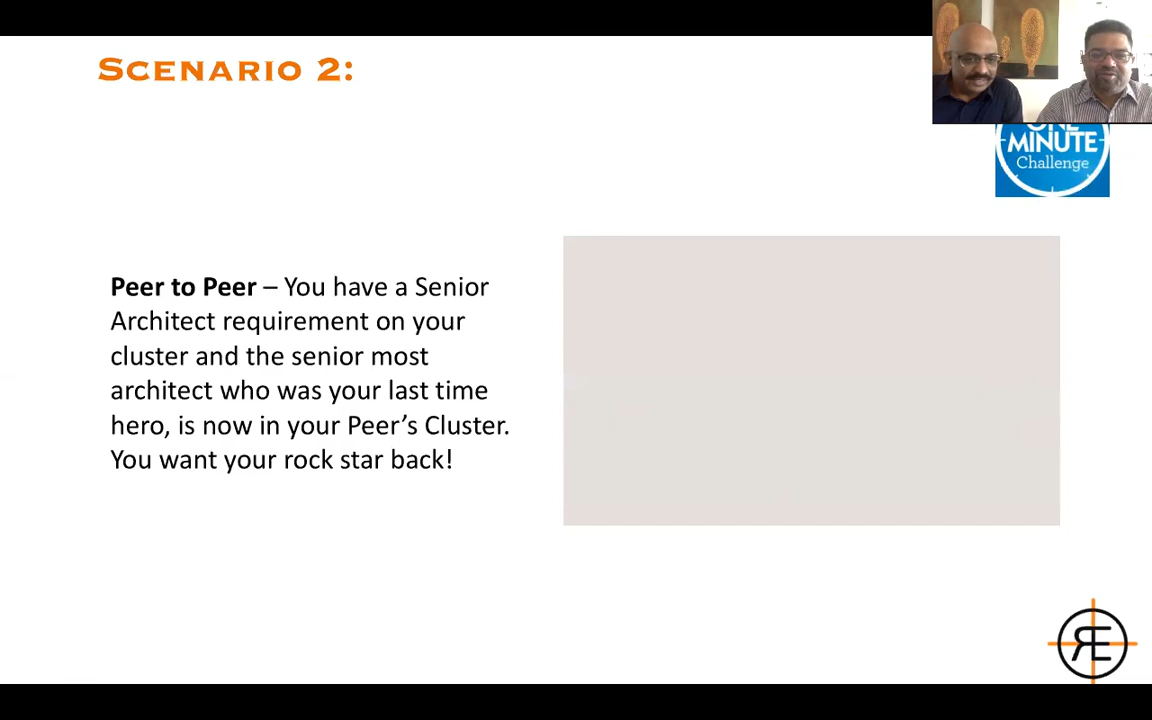 SCENARIO 2:
ONE
MINUTE
Challenge
Peer to Peer – You have a Senior
Architect requirement on your
cluster and the senior most
architect who was your last time
hero, is now in your Peer’s Cluster.
You want your rock star back!
RE